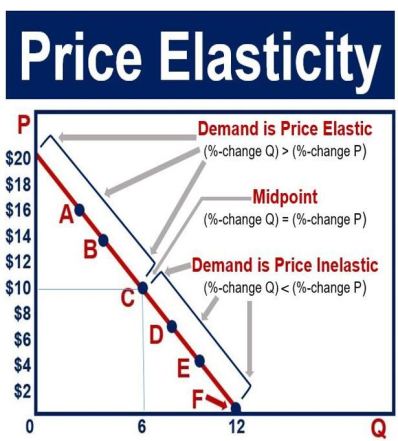 Price Elasticity
P
Demand is Price Elastic
(%-change Q) > (%-change P)
$20
$18
Midpoint
$16
A
(%-change Q) = (%-change P)
$14
B
$12
Demand is Price Inelastic
$10
C
(%-change Q) < (%-change P)
$8
D
$6
E
$4
$2
F
0
6
12
Q